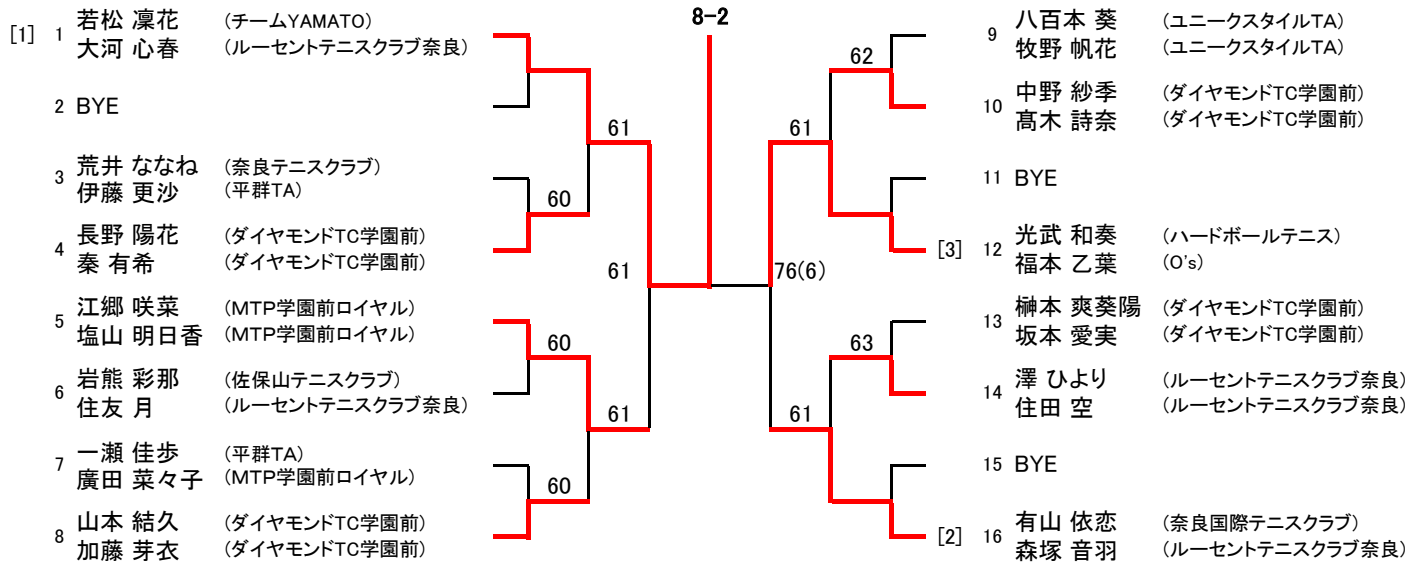 8-2
[1] 1 若松 凜花 (チームYAMATO)
大河 心春 (ルーセントテニスクラブ奈良)
2 BYE
61
3 荒井 ななね (奈良テニスクラブ)
伊藤 更沙 (平群TA)
60
4 長野 陽花 (ダイヤモンドTC学園前)
秦 有希 (ダイヤモンドTC学園前)
61
5 江郷 咲菜 (MTP学園前ロイヤル)
塩山 明日香 (MTP学園前ロイヤル)
60
6 岩熊 彩那 (佐保山テニスクラブ)
住友 月 (ルーセントテニスクラブ奈良)
61
7 一瀬 佳歩 (平群TA)
廣田 菜々子 (MTP学園前ロイヤル)
60
8 山本 結久 (ダイヤモンドTC学園前)
加藤 芽衣 (ダイヤモンドTC学園前)
9 八百本 葵 (ユニークスタイルTA)
牧野 帆花 (ユニークスタイルTA)
62
10 中野 紗季 (ダイヤモンドTC学園前)
髙木 詩奈 (ダイヤモンドTC学園前)
61
11 BYE
[3] 12 光武 和奏 (ハードボールテニス)
福本 乙葉 (O's)
76(6)
13 榊本 爽葵陽 (ダイヤモンドTC学園前)
坂本 愛実 (ダイヤモンドTC学園前)
63
14 澤 ひより (ルーセントテニスクラブ奈良)
住田 空 (ルーセントテニスクラブ奈良)
61
15 BYE
[2] 16 有山 依恋 (奈良国際テニスクラブ)
森塚 音羽 (ルーセントテニスクラブ奈良)